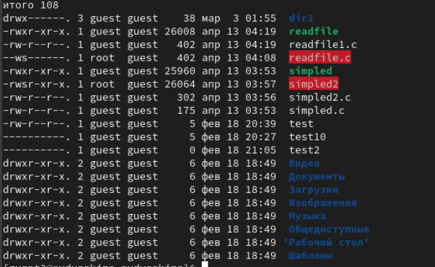 итого 108
drwx------. 3 guest guest    38 мар  3 01:55 dir1
-rwxr-xr-x. 1 guest guest 26008 апр 13 04:19 readfile
-rw-r--r--. 1 guest guest   402 апр 13 04:19 readfile1.c
--ws------. 1 root  guest   402 апр 13 04:08 readfile.c
-rwxr-xr-x. 1 guest guest 25960 апр 13 03:53 simpled
-rwsr-xr-x. 1 root  guest 26064 апр 13 03:57 simpled2
-rw-r--r--. 1 guest guest   302 апр 13 03:56 simpled2.c
-rw-r--r--. 1 guest guest   175 апр 13 03:53 simpled.c
-rw-r--r--. 1 guest guest     5 фев 18 20:39 test
----------. 1 guest guest     5 фев 18 20:27 test10
----------. 1 guest guest     0 фев 18 21:05 test2
drwxr-xr-x. 2 guest guest     6 фев 18 18:49 Видео
drwxr-xr-x. 2 guest guest     6 фев 18 18:49 Документы
drwxr-xr-x. 2 guest guest     6 фев 18 18:49 Загрузки
drwxr-xr-x. 2 guest guest     6 фев 18 18:49 Изображения
drwxr-xr-x. 2 guest guest     6 фев 18 18:49 Музыка
drwxr-xr-x. 2 guest guest     6 фев 18 18:49 Общедоступные
drwxr-xr-x. 2 guest guest     6 фев 18 18:49 'Рабочий стол'
drwxr-xr-x. 2 guest guest     6 фев 18 18:49 Шаблоны